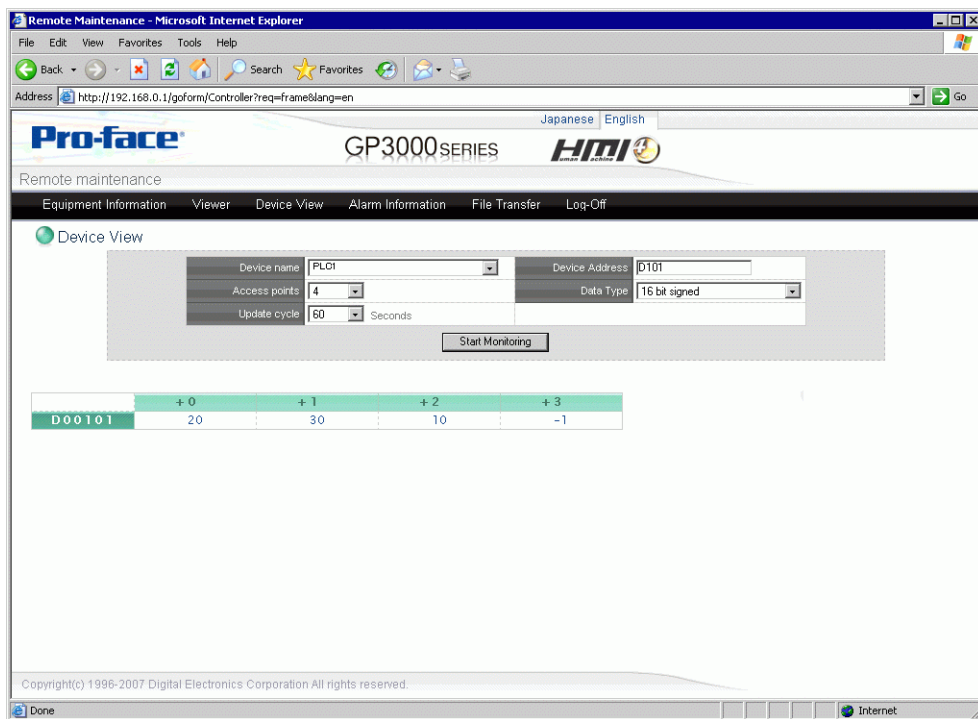 Remote Maintenance - Microsoft Internet Explorer
File Edit View Favorites Tools Help
Back Search Favorites
Address http://192.168.0.1/goform/Controller?req=frame&lang=en Go
Japanese English
Pro-face
GP3000 SERIES
HMI
Human Machine
Remote maintenance
Equipment Information Viewer Device View Alarm Information File Transfer Log-Off
Device View
Device name PLC1 Device Address D101
Access points 4 Data Type 16 bit signed
Update cycle 60 Seconds
Start Monitoring
+0 +1 +2 +3
D00101 20 30 10 -1
Copyright(c) 1996-2007 Digital Electronics Corporation All rights reserved.
Done Internet